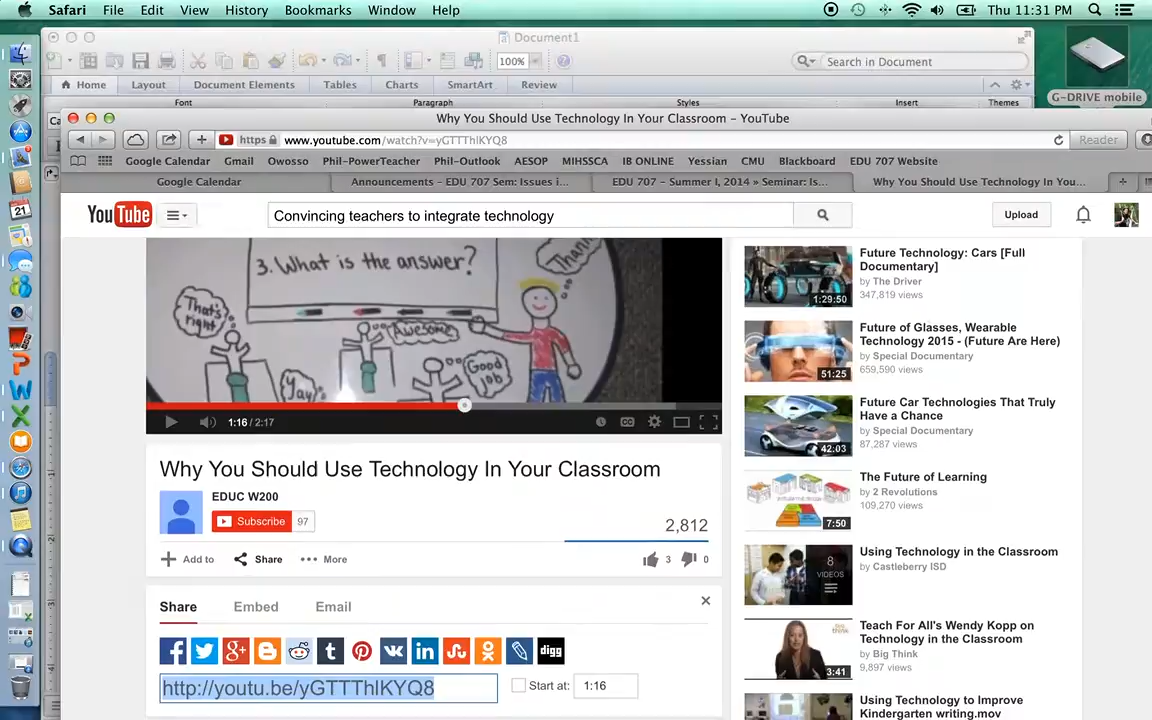 Safari File Edit View History Bookmarks Window Help Thu 11:31 PM
Document1
100% Search in Document
Home Layout Document Elements Tables Charts SmartArt Review
Font Paragraph Styles Insert Themes
G-DRIVE mobile
Why You Should Use Technology In Your Classroom – YouTube
https www.youtube.com/watch?v=yGTTThlKYQ8 Reader
Google Calendar Gmail Owosso Phil-PowerTeacher Phil-Outlook AESOP MIHSSCA IB ONLINE Yessian CMU Blackboard EDU 707 Website
Google Calendar Announcements – EDU 707 Sem: Issues i... EDU 707 – Summer I, 2014 » Seminar: Is... Why You Should Use Technology In You...
YouTube Convincing teachers to integrate technology Upload
3. What is the answer?
That's right
Awesome
Good job
Yay!
1:16 / 2:17 CC
Why You Should Use Technology In Your Classroom
EDUC W200
Subscribe 97
2,812
Add to Share More 3 0
Share Embed Email
digg
http://youtu.be/yGTTThlKYQ8 Start at: 1:16
Future Technology: Cars [Full
Documentary]
by The Driver
347,819 views
1:29:50
Future of Glasses, Wearable
Technology 2015 - (Future Are Here)
by Special Documentary
659,590 views
51:25
Future Car Technologies That Truly
Have a Chance
by Special Documentary
87,287 views
42:03
The Future of Learning
by 2 Revolutions
109,270 views
7:50
Using Technology in the Classroom
by Castleberry ISD
8
VIDEOS
Teach For All's Wendy Kopp on
Technology in the Classroom
by Big Think
9,897 views
3:41
Using Technology to Improve
Kindergarten writing.mov
21